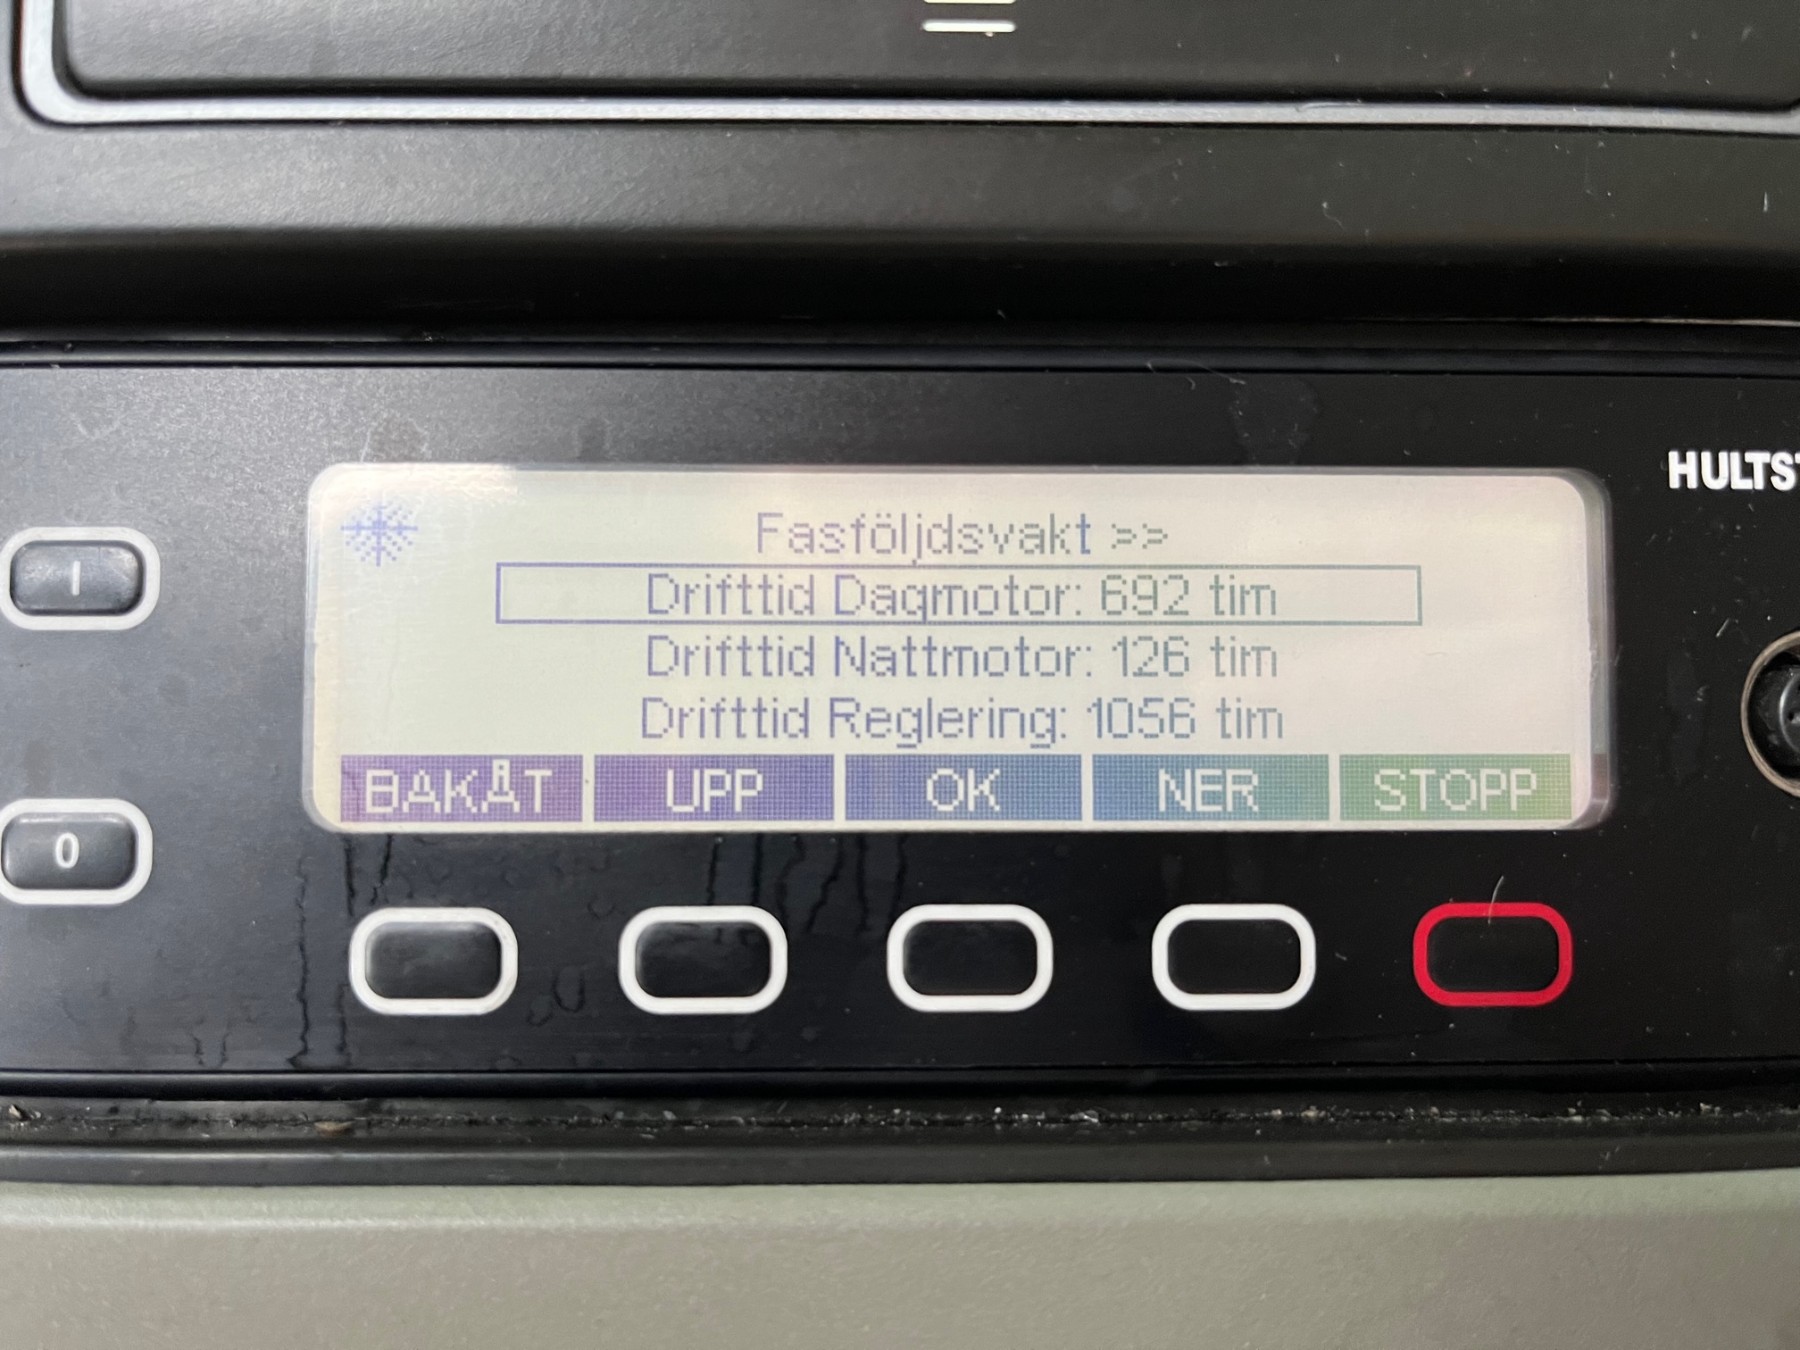 HULTS
Fasföljdsvakt >>
Drifttid Dagmotor: 692 tim
Drifttid Nattmotor: 126 tim
Drifttid Reglering: 1056 tim
BAKÅT UPP OK NER STOPP
I
0